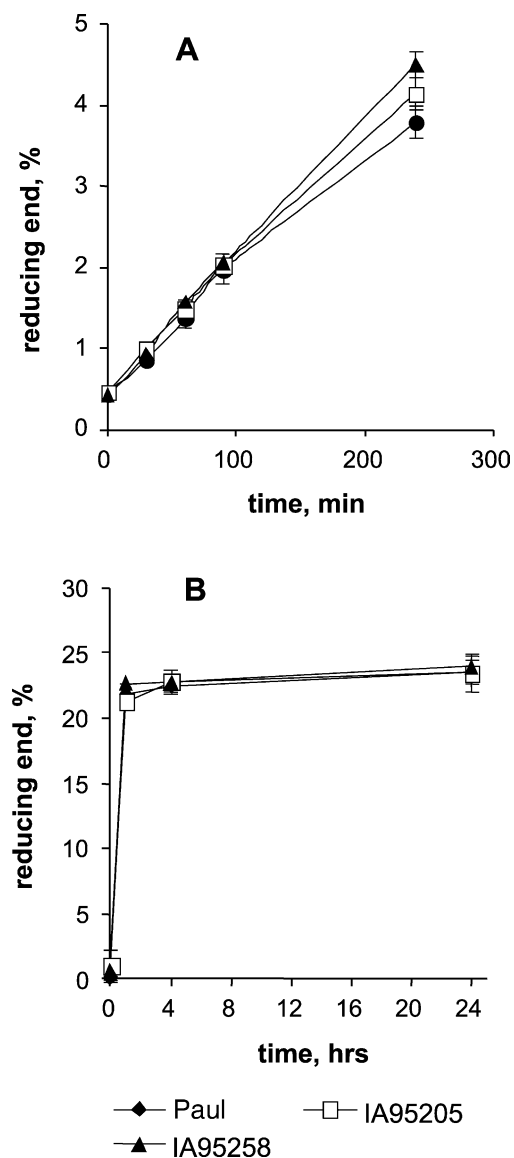 A
5
4
3
2
1
0
reducing end, %
0 100 200 300
time, min
B
30
25
20
15
10
5
0
reducing end, %
0 4 8 12 16 20 24
time, hrs
Paul IA95205
IA95258